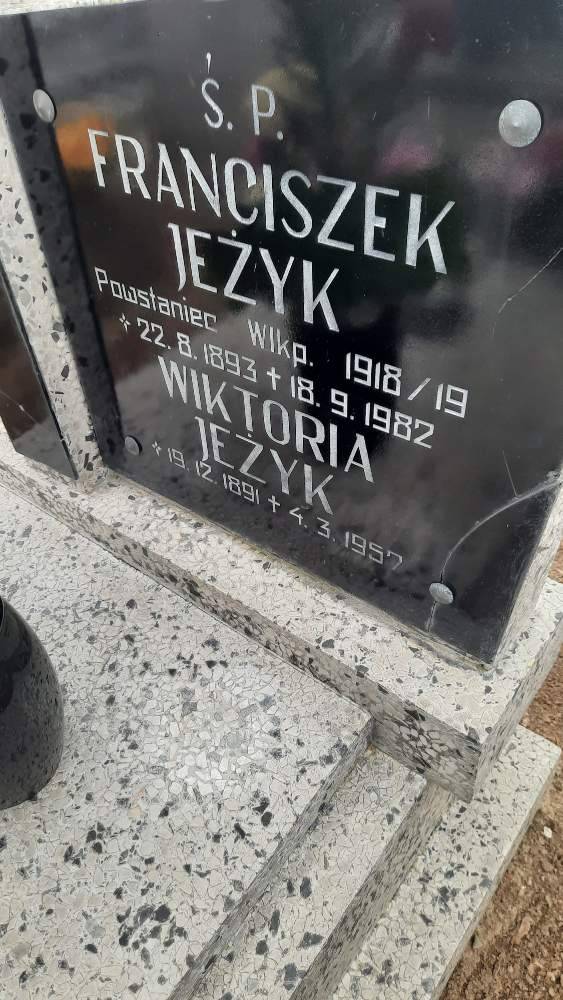 Ś. P.
FRANCISZEK
JEŻYK
Powstaniec Wlkp. 1918/19
* 22. 8. 1893 + 18. 9. 1982
WIKTORIA
JEŻYK
* 19. 12. 1891 + 4. 3. 1957